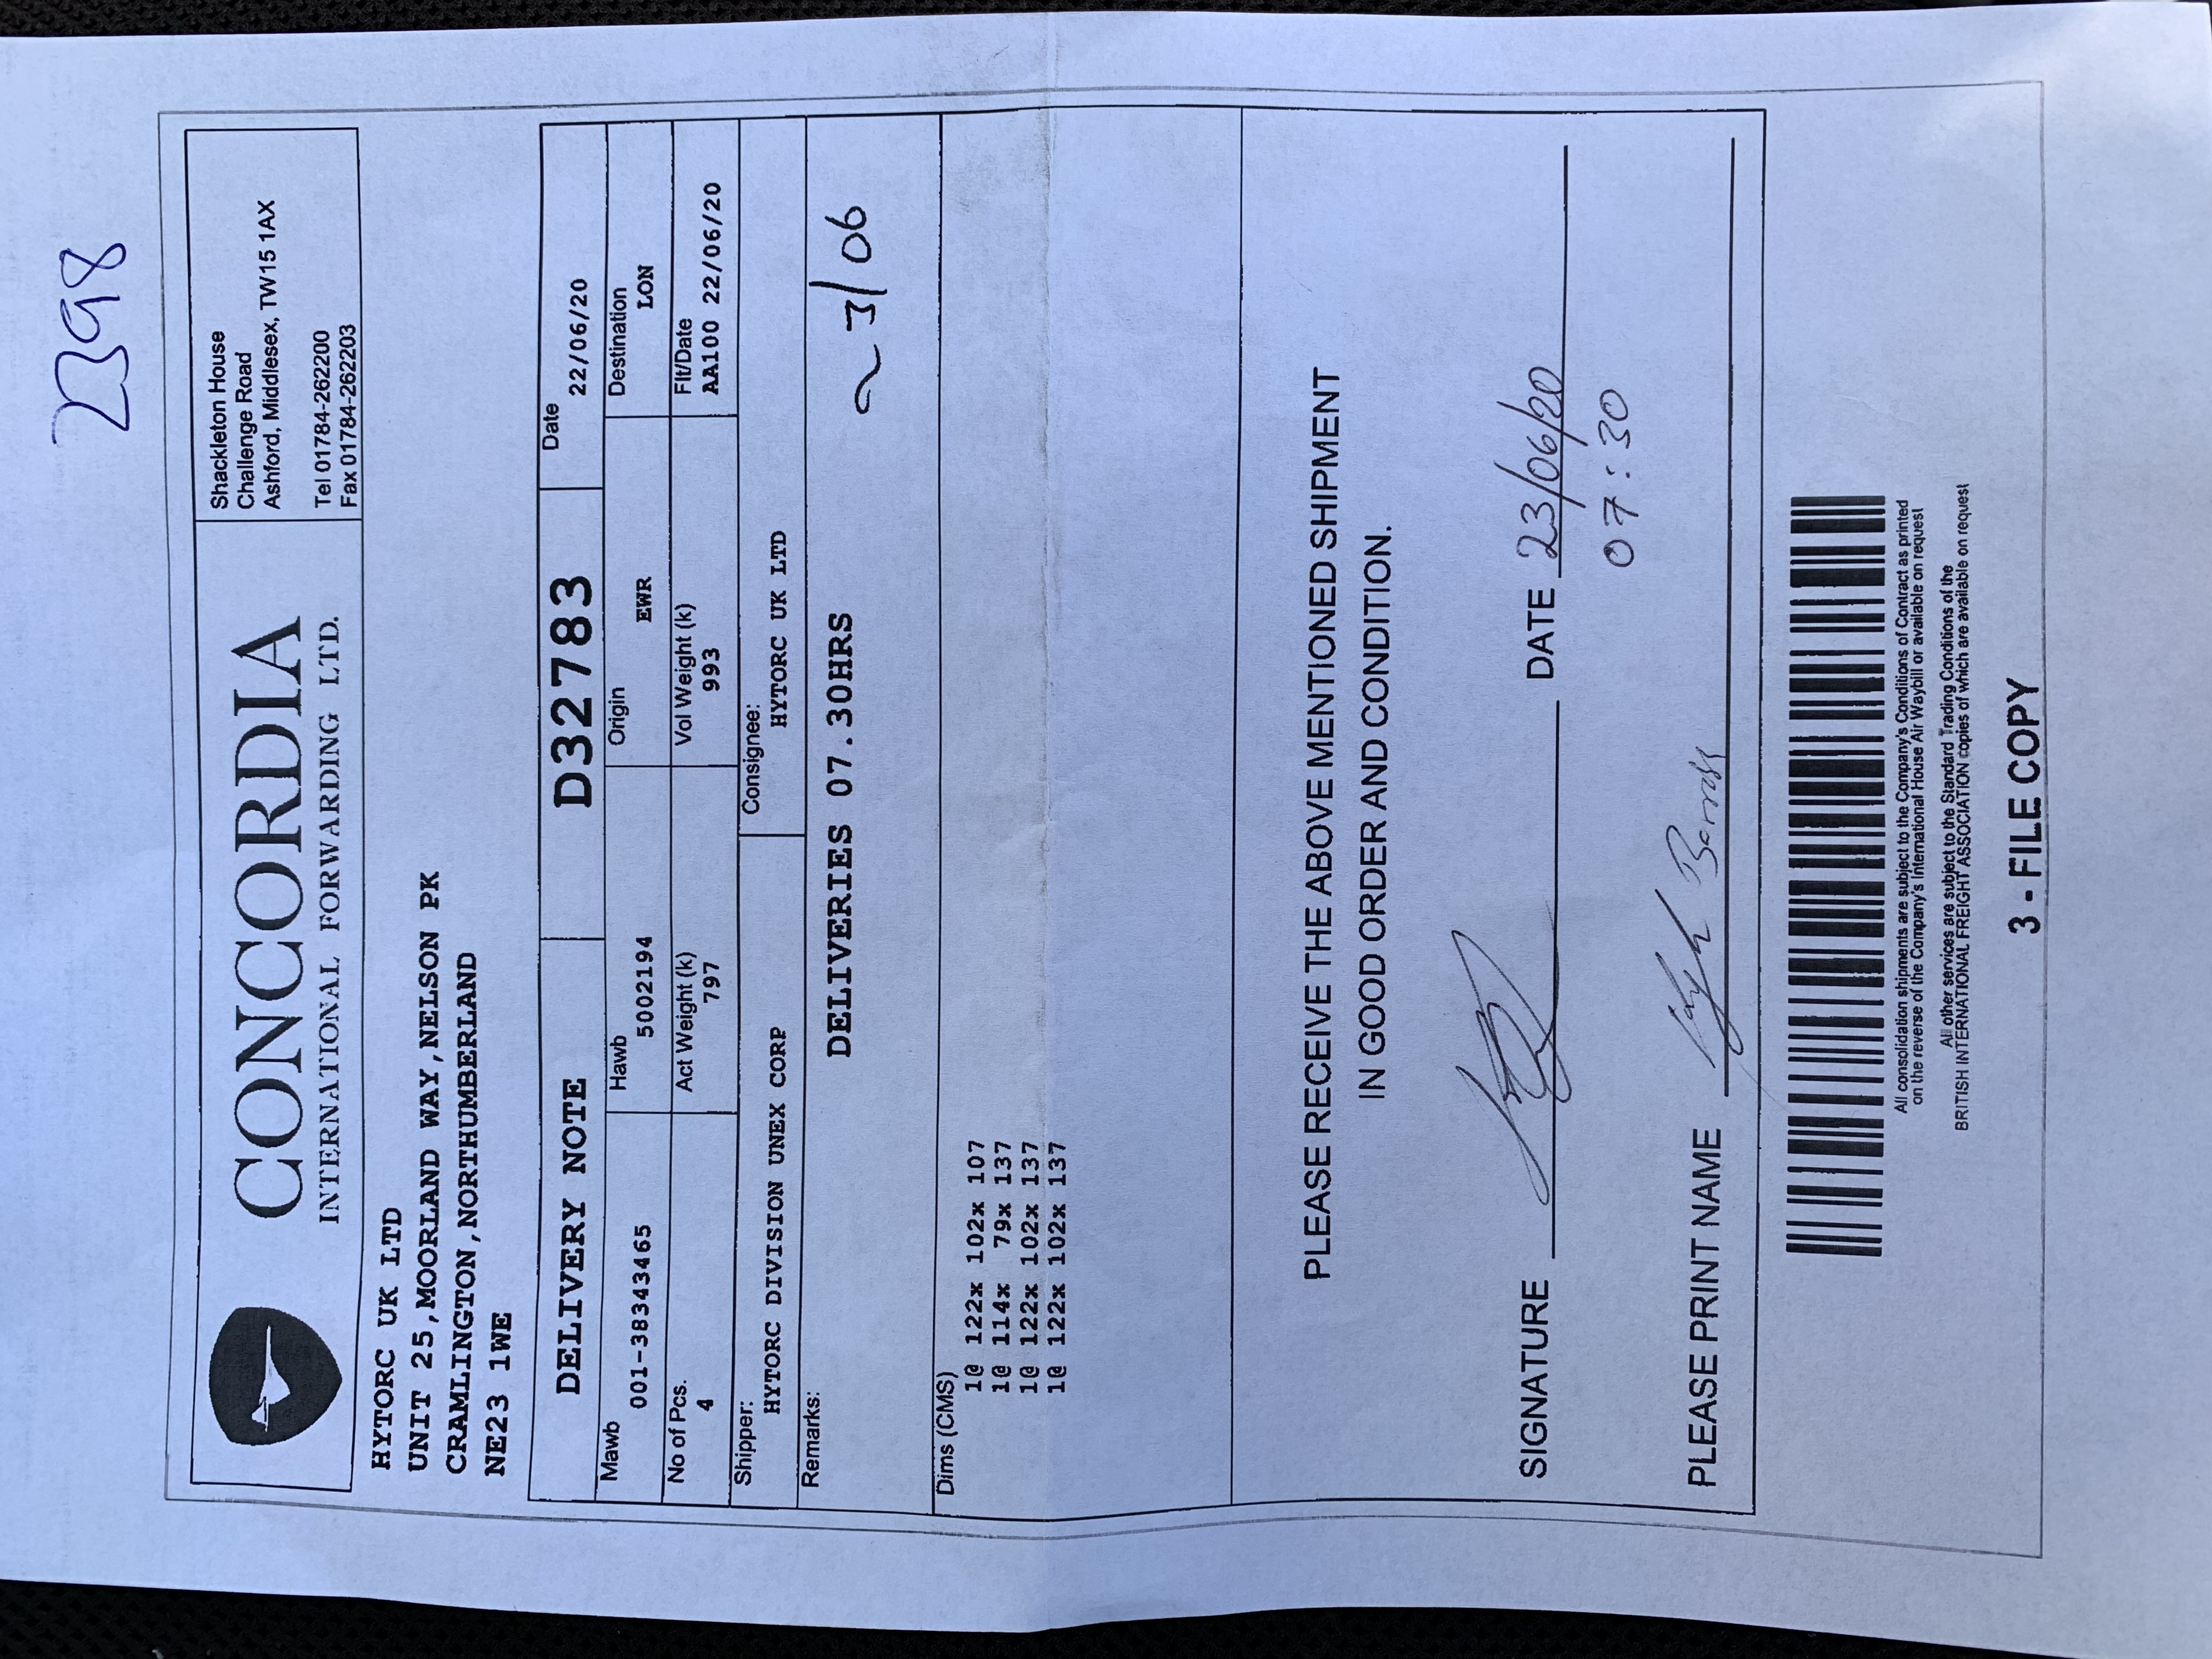 2398
CONCORDIA
INTERNATIONAL FORWARDING LTD.
Shackleton House
Challenge Road
Ashford, Middlesex, TW15 1AX
Tel 01784-262200
Fax 01784-262203
HYTORC UK LTD
UNIT 25,MOORLAND WAY,NELSON PK
CRAMLINGTON,NORTHUMBERLAND
NE23 1WE
DELIVERY NOTE D32783 Date 22/06/20
Mawb Hawb Origin Destination
001-38343465 5002194 EWR LON
No of Pcs. Act Weight (k) Vol Weight (k) Flt/Date
4 797 993 AA100 22/06/20
Shipper: Consignee:
HYTORC DIVISION UNEX CORP HYTORC UK LTD
Remarks:
DELIVERIES 07.30HRS 23/06
Dims (CMS)
1@ 122x 102x 107
1@ 114x 79x 137
1@ 122x 102x 137
1@ 122x 102x 137
PLEASE RECEIVE THE ABOVE MENTIONED SHIPMENT
IN GOOD ORDER AND CONDITION.
SIGNATURE DATE 23/06/20
07:30
PLEASE PRINT NAME
All consolidation shipments are subject to the Company's Conditions of Contract as printed
on the reverse of the Company's International House Air Waybill or available on request
All other services are subject to the Standard Trading Conditions of the
BRITISH INTERNATIONAL FREIGHT ASSOCIATION copies of which are available on request
3 - FILE COPY